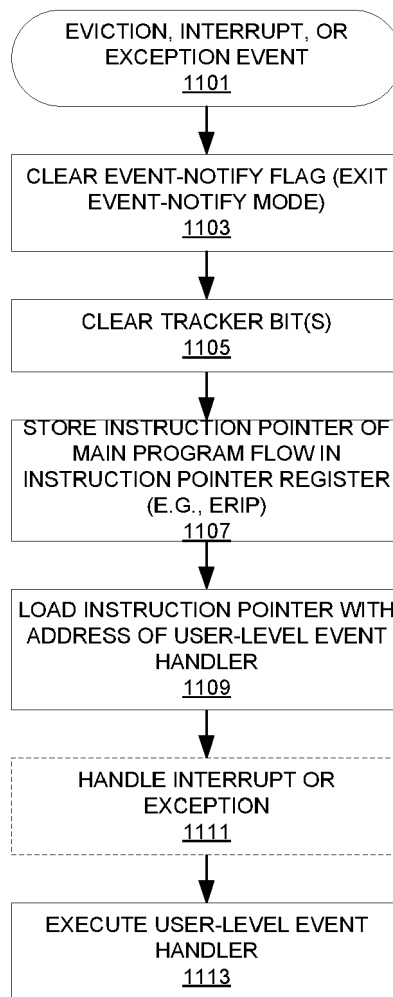 EVICTION, INTERRUPT, OR
EXCEPTION EVENT
1101
CLEAR EVENT-NOTIFY FLAG (EXIT
EVENT-NOTIFY MODE)
1103
CLEAR TRACKER BIT(S)
1105
STORE INSTRUCTION POINTER OF
MAIN PROGRAM FLOW IN
INSTRUCTION POINTER REGISTER
(E.G., ERIP)
1107
LOAD INSTRUCTION POINTER WITH
ADDRESS OF USER-LEVEL EVENT
HANDLER
1109
HANDLE INTERRUPT OR
EXCEPTION
1111
EXECUTE USER-LEVEL EVENT
HANDLER
1113